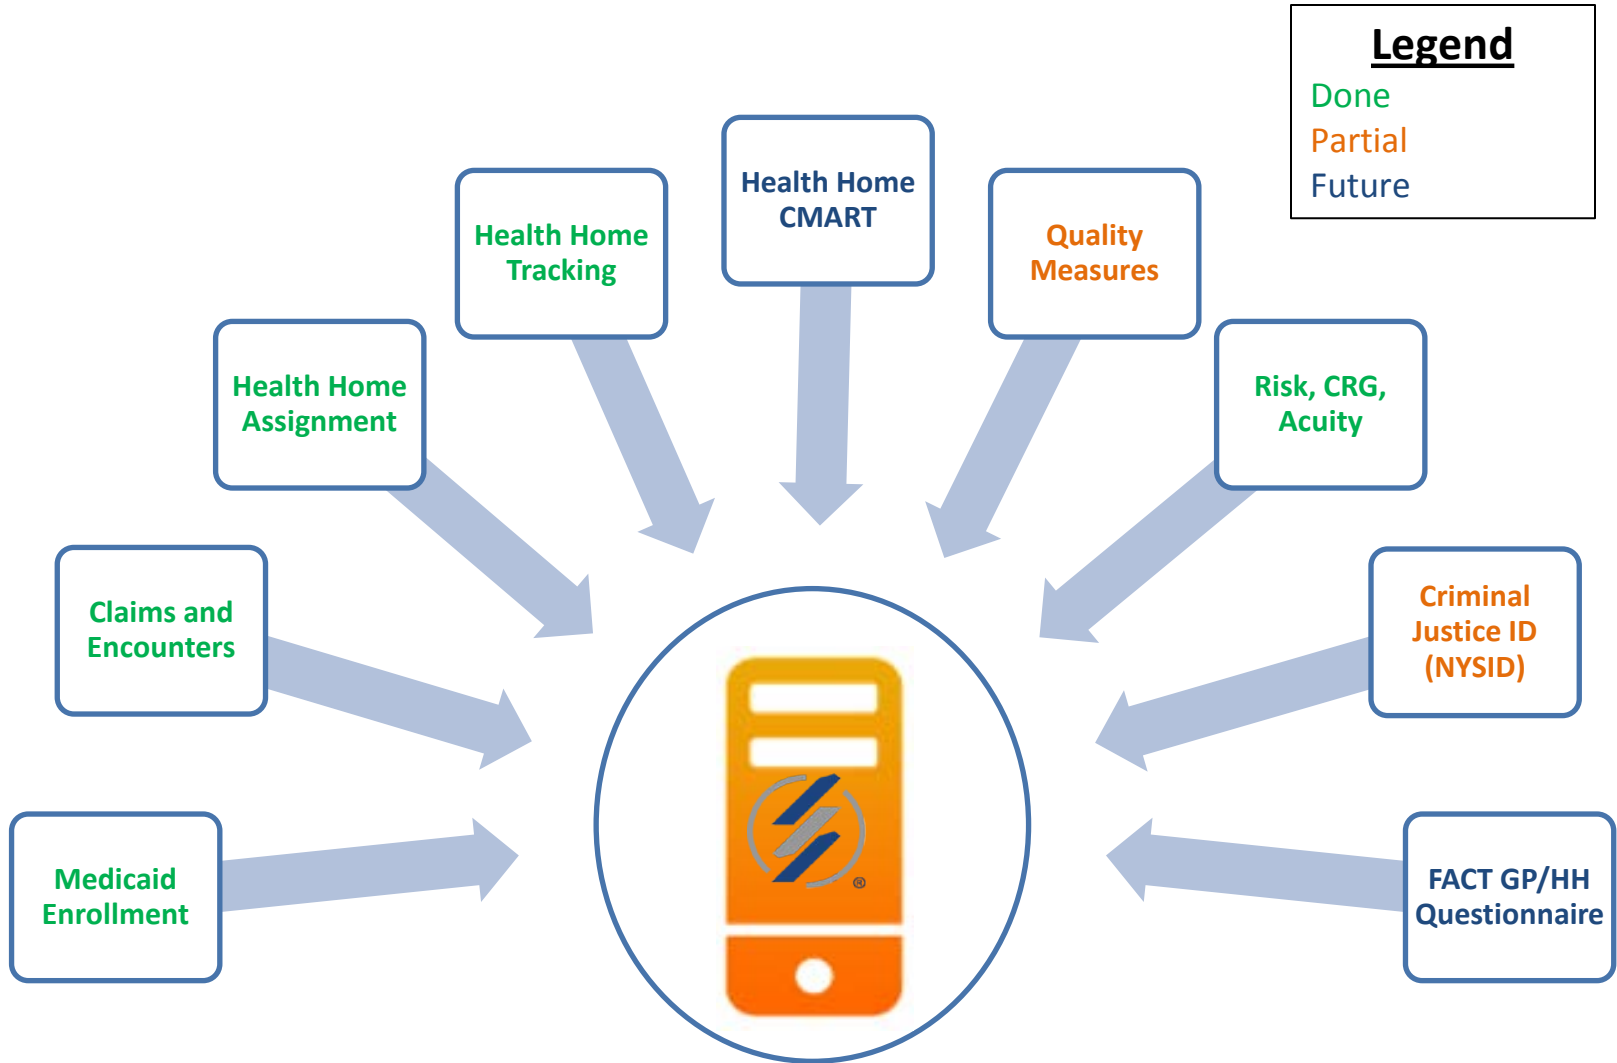 Legend
Done
Partial
Future
Health Home
CMART
Health Home
Tracking
Quality
Measures
Health Home
Assignment
Risk, CRG,
Acuity
Claims and
Encounters
Criminal
Justice ID
(NYSID)
Medicaid
Enrollment
FACT GP/HH
Questionnaire
®